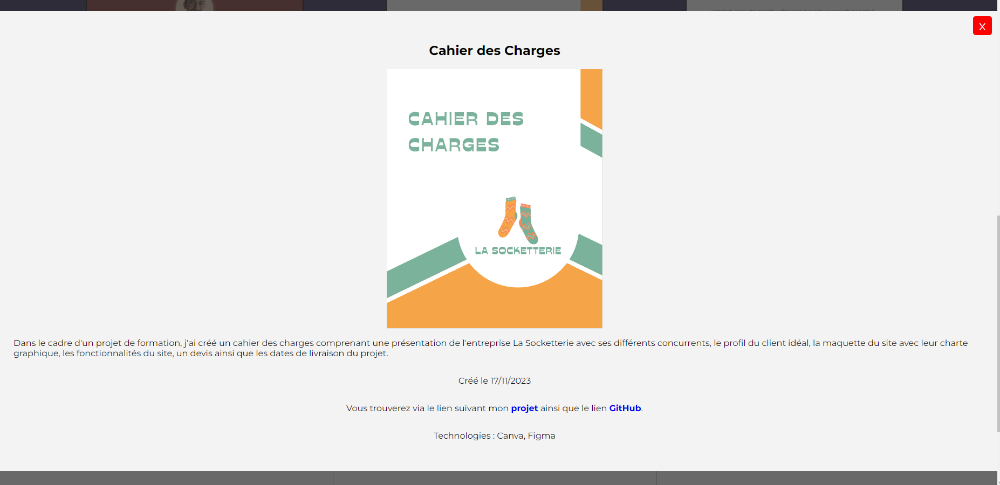 X
Cahier des Charges
CAHIER DES
CHARGES
LA SOCKETTERIE
Dans le cadre d'un projet de formation, j'ai créé un cahier des charges comprenant une présentation de l'entreprise La Socketterie avec ses différents concurrents, le profil du client idéal, la maquette du site avec leur charte
graphique, les fonctionnalités du site, un devis ainsi que les dates de livraison du projet.
Créé le 17/11/2023
Vous trouverez via le lien suivant mon projet ainsi que le lien GitHub.
Technologies : Canva, Figma